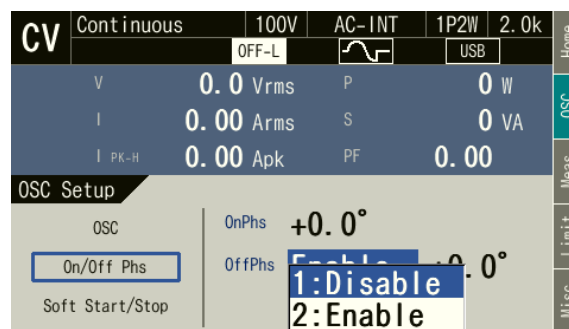 CV Continuous 100V AC-INT 1P2W 2.0k
OFF-L USB
V 0.0 Vrms P 0 W
I 0.00 Arms S 0 VA
I PK-H 0.00 Apk PF 0.00
OSC Setup
OSC OnPhs +0.0°
On/Off Phs OffPhs Enable 0.0°
1:Disable
Soft Start/Stop 2:Enable
Home
OSC
Meas
Limit
Misc